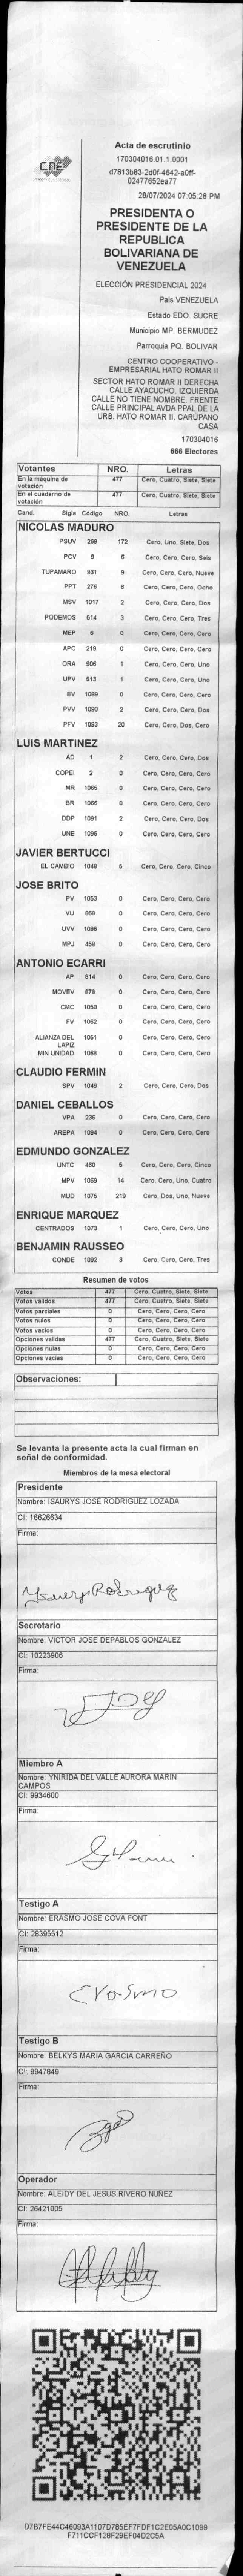 Acta de escrutinio
170304016.01.1.0001
d7813b83-2d0f-4642-a0ff-
02477652ea77
28/07/2024 07:05:28 PM
CNE
PRESIDENTA O
PRESIDENTE DE LA
REPUBLICA
BOLIVARIANA DE
VENEZUELA
ELECCIÓN PRESIDENCIAL 2024
País VENEZUELA
Estado EDO. SUCRE
Municipio MP. BERMUDEZ
Parroquia PQ. BOLIVAR
CENTRO COOPERATIVO -
EMPRESARIAL HATO ROMAR II
SECTOR HATO ROMAR II DERECHA
CALLE AYACUCHO. IZQUIERDA
CALLE NO TIENE NOMBRE. FRENTE
CALLE PRINCIPAL AVDA PPAL DE LA
URB. HATO ROMAR II. CARÚPANO
CASA
170304016
666 Electores
Votantes NRO. Letras
En la máquina de votación 477 Cero, Cuatro, Siete, Siete
En el cuaderno de votación 477 Cero, Cuatro, Siete, Siete
Cand. Sigla Código NRO. Letras
NICOLAS MADURO
PSUV 269 172 Cero, Uno, Siete, Dos
PCV 9 6 Cero, Cero, Cero, Seis
TUPAMARO 931 9 Cero, Cero, Cero, Nueve
PPT 276 8 Cero, Cero, Cero, Ocho
MSV 1017 2 Cero, Cero, Cero, Dos
PODEMOS 514 3 Cero, Cero, Cero, Tres
MEP 6 0 Cero, Cero, Cero, Cero
APC 219 0 Cero, Cero, Cero, Cero
ORA 906 1 Cero, Cero, Cero, Uno
UPV 513 1 Cero, Cero, Cero, Uno
EV 1089 0 Cero, Cero, Cero, Cero
PVV 1090 2 Cero, Cero, Cero, Dos
PFV 1093 20 Cero, Cero, Dos, Cero
LUIS MARTINEZ
AD 1 2 Cero, Cero, Cero, Dos
COPEI 2 0 Cero, Cero, Cero, Cero
MR 1065 0 Cero, Cero, Cero, Cero
BR 1066 0 Cero, Cero, Cero, Cero
DDP 1091 2 Cero, Cero, Cero, Dos
UNE 1095 0 Cero, Cero, Cero, Cero
JAVIER BERTUCCI
EL CAMBIO 1048 5 Cero, Cero, Cero, Cinco
JOSE BRITO
PV 1053 0 Cero, Cero, Cero, Cero
VU 968 0 Cero, Cero, Cero, Cero
UVV 1096 0 Cero, Cero, Cero, Cero
MPJ 458 0 Cero, Cero, Cero, Cero
ANTONIO ECARRI
AP 914 0 Cero, Cero, Cero, Cero
MOVEV 876 0 Cero, Cero, Cero, Cero
CMC 1050 0 Cero, Cero, Cero, Cero
FV 1062 0 Cero, Cero, Cero, Cero
ALIANZA DEL LAPIZ 1051 0 Cero, Cero, Cero, Cero
MIN UNIDAD 1068 0 Cero, Cero, Cero, Cero
CLAUDIO FERMIN
SPV 1049 2 Cero, Cero, Cero, Dos
DANIEL CEBALLOS
VPA 236 0 Cero, Cero, Cero, Cero
AREPA 1094 0 Cero, Cero, Cero, Cero
EDMUNDO GONZALEZ
UNTC 460 5 Cero, Cero, Cero, Cinco
MPV 1069 14 Cero, Cero, Uno, Cuatro
MUD 1075 219 Cero, Dos, Uno, Nueve
ENRIQUE MARQUEZ
CENTRADOS 1073 1 Cero, Cero, Cero, Uno
BENJAMIN RAUSSEO
CONDE 1092 3 Cero, Cero, Cero, Tres
Resumen de votos
Votos 477 Cero, Cuatro, Siete, Siete
Votos validos 477 Cero, Cuatro, Siete, Siete
Votos parciales 0 Cero, Cero, Cero, Cero
Votos nulos 0 Cero, Cero, Cero, Cero
Votos vacios 0 Cero, Cero, Cero, Cero
Opciones validas 477 Cero, Cuatro, Siete, Siete
Opciones nulas 0 Cero, Cero, Cero, Cero
Opciones vacias 0 Cero, Cero, Cero, Cero
Observaciones:
Se levanta la presente acta la cual firman en
señal de conformidad.
Miembros de la mesa electoral
Presidente
Nombre: ISAURYS JOSE RODRIGUEZ LOZADA
CI: 16626634
Firma:
Ysaurys Rodriguez
Secretario
Nombre: VICTOR JOSE DEPABLOS GONZALEZ
CI: 10223906
Firma:
Miembro A
Nombre: YNIRIDA DEL VALLE AURORA MARIN
CAMPOS
CI: 9934600
Firma:
Testigo A
Nombre: ERASMO JOSE COVA FONT
CI: 28395512
Firma:
Erasmo
Testigo B
Nombre: BELKYS MARIA GARCIA CARREÑO
CI: 9947849
Firma:
Operador
Nombre: ALEIDY DEL JESUS RIVERO NUÑEZ
CI: 26421005
Firma:
D7B7FE44C46093A1107D785EF7FDF1C2E05A0C1099
F711CCF128F29EF04D2C5A